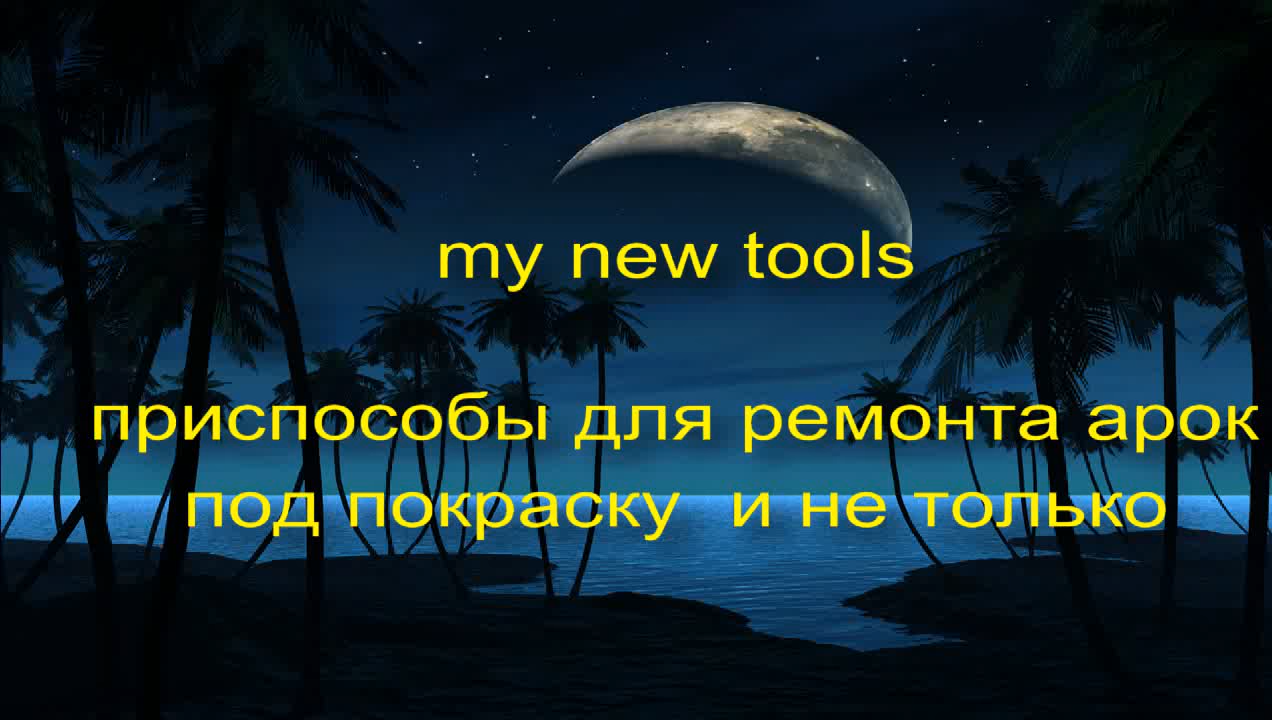 my new tools
приспособы для ремонта арок
под покраску и не только